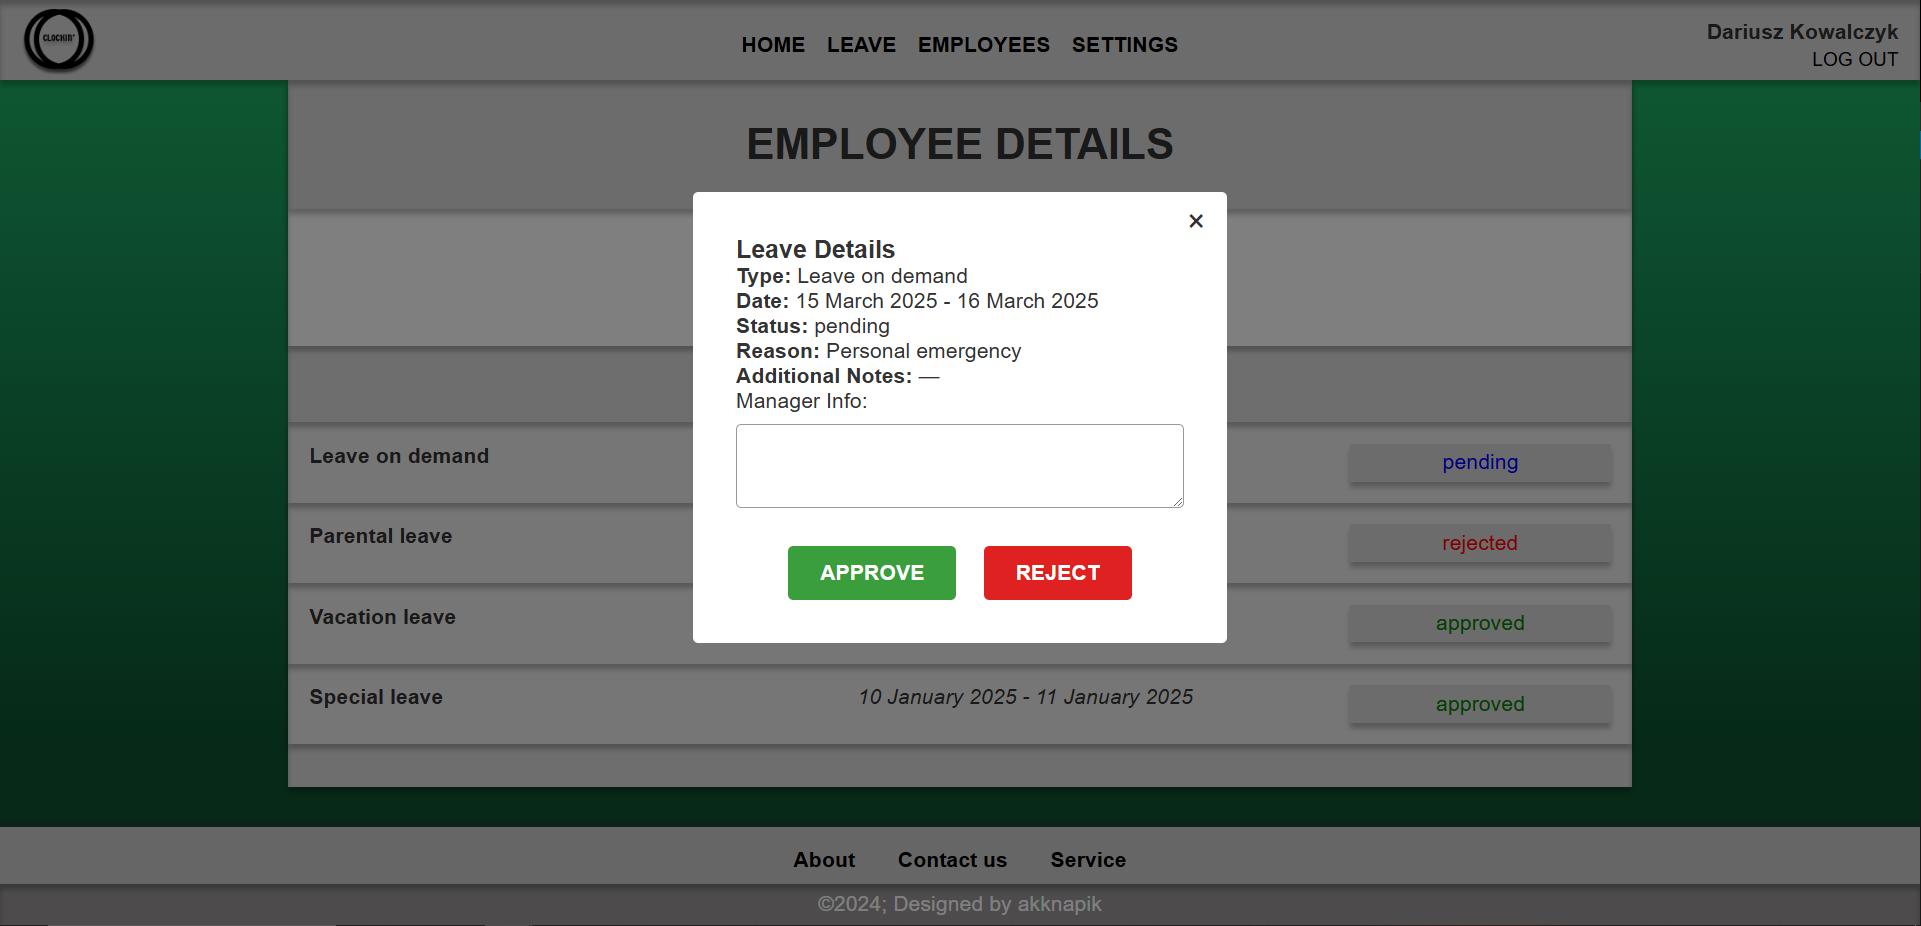 CLOCKIN'
HOME LEAVE EMPLOYEES SETTINGS
Dariusz Kowalczyk
LOG OUT
EMPLOYEE DETAILS
×
Leave Details
Type: Leave on demand
Date: 15 March 2025 - 16 March 2025
Status: pending
Reason: Personal emergency
Additional Notes: —
Manager Info:
APPROVE REJECT
Leave on demand pending
Parental leave rejected
Vacation leave approved
Special leave 10 January 2025 - 11 January 2025 approved
About Contact us Service
©2024; Designed by akknapik